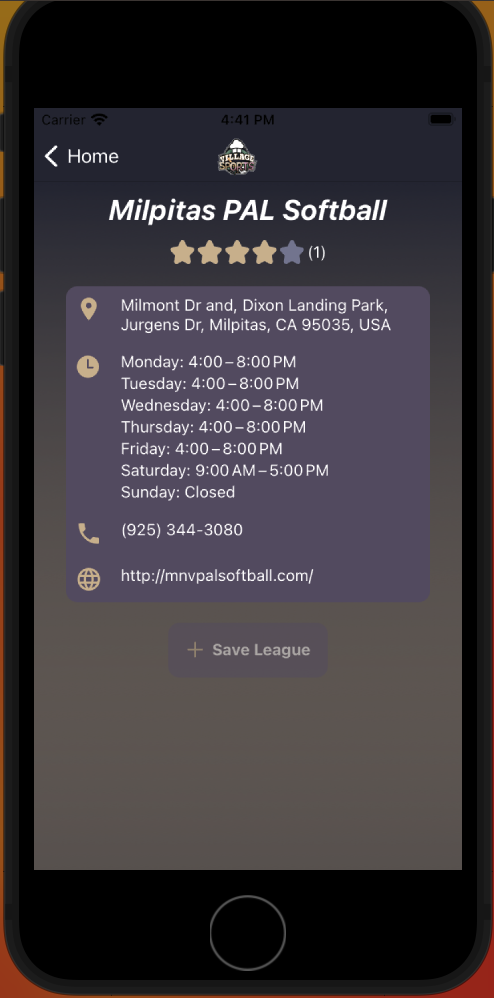 Carrier
4:41 PM
Home
VILLAGE
SPORTS
Milpitas PAL Softball
(1)
Milmont Dr and, Dixon Landing Park,
Jurgens Dr, Milpitas, CA 95035, USA
Monday: 4:00 – 8:00 PM
Tuesday: 4:00 – 8:00 PM
Wednesday: 4:00 – 8:00 PM
Thursday: 4:00 – 8:00 PM
Friday: 4:00 – 8:00 PM
Saturday: 9:00 AM – 5:00 PM
Sunday: Closed
(925) 344-3080
http://mnvpalsoftball.com/
+ Save League